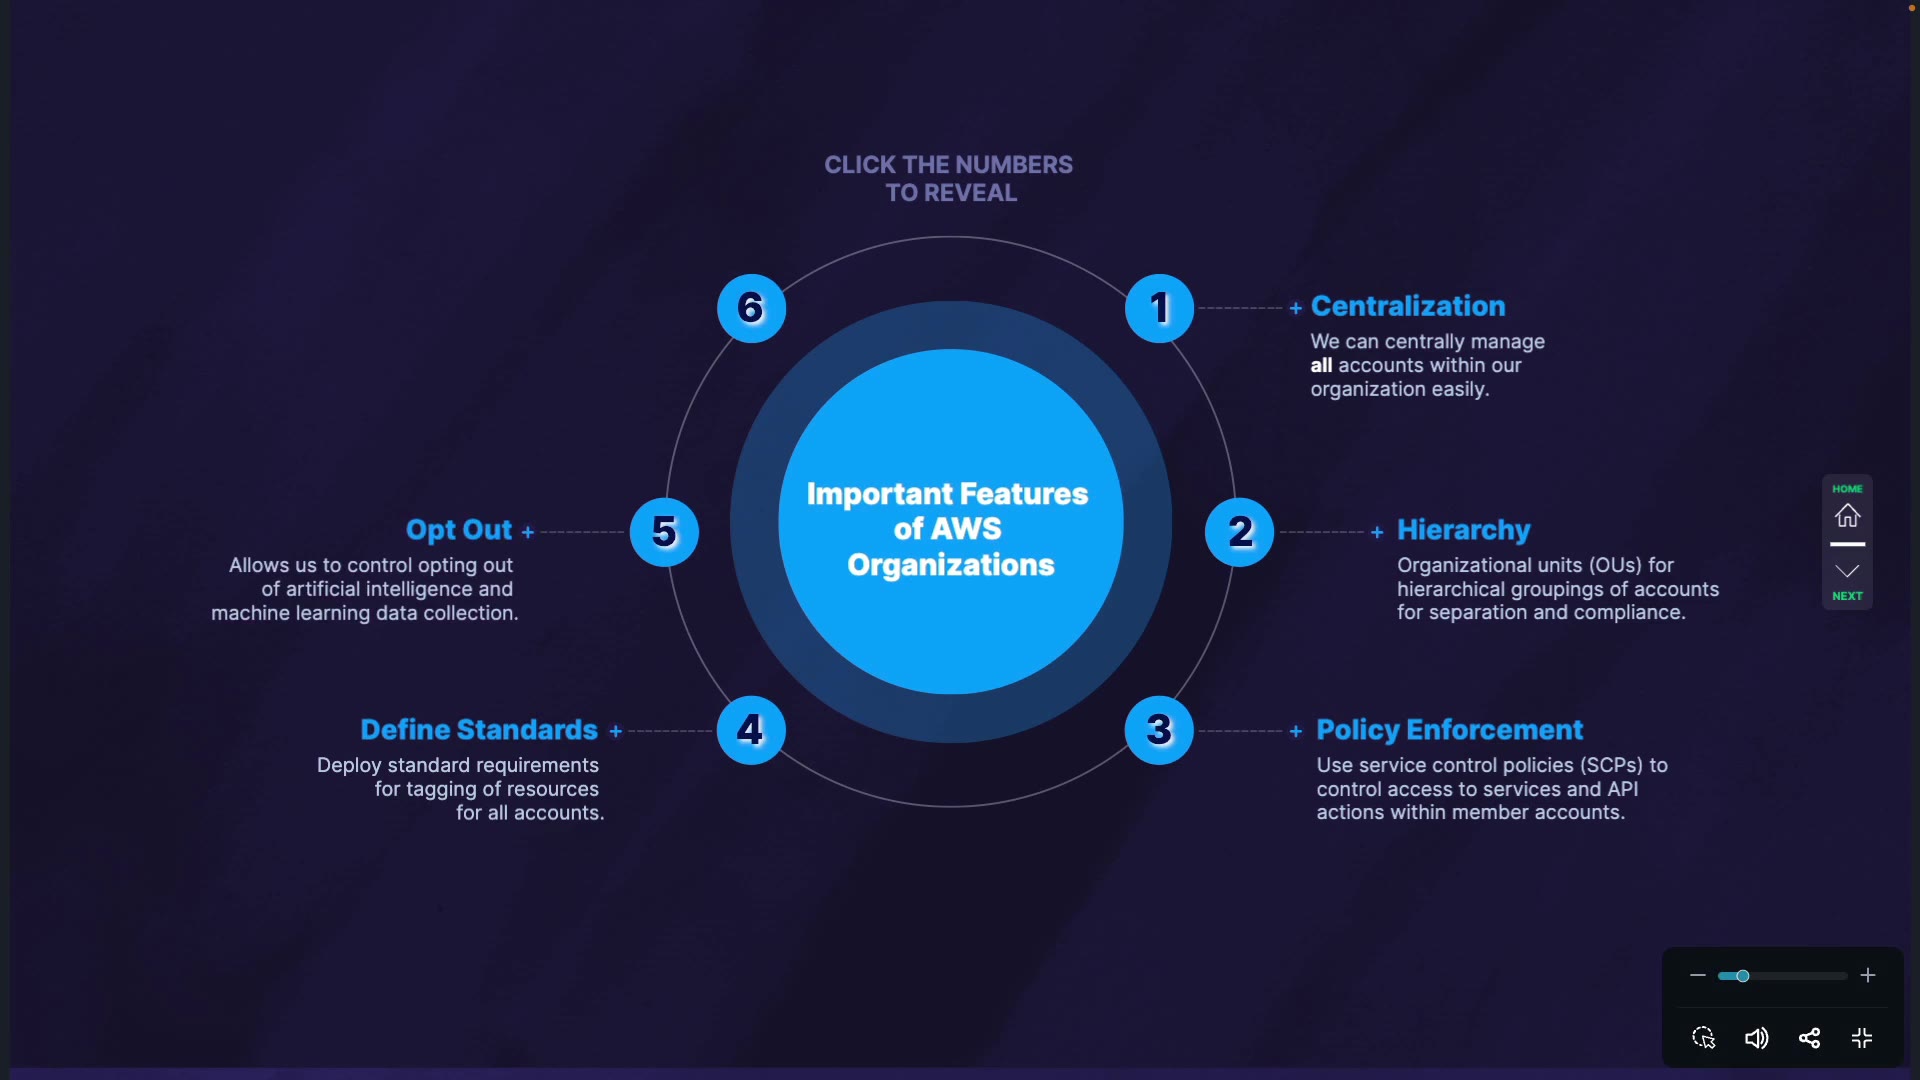 CLICK THE NUMBERS
TO REVEAL
Important Features
of AWS
Organizations
1
Centralization
We can centrally manage
all accounts within our
organization easily.
2
Hierarchy
Organizational units (OUs) for
hierarchical groupings of accounts
for separation and compliance.
3
Policy Enforcement
Use service control policies (SCPs) to
control access to services and API
actions within member accounts.
4
Define Standards
Deploy standard requirements
for tagging of resources
for all accounts.
5
Opt Out
Allows us to control opting out
of artificial intelligence and
machine learning data collection.
6
HOME
NEXT